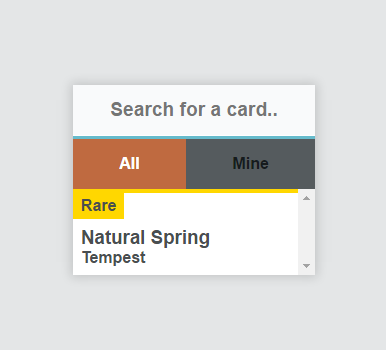 Search for a card..
All
Mine
Rare
Natural Spring
Tempest